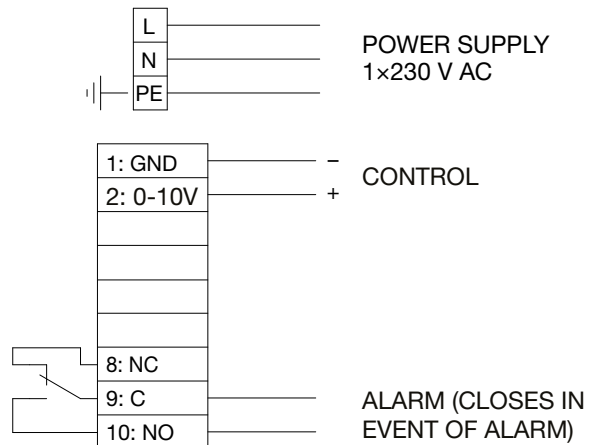 L
N
PE
POWER SUPPLY
1×230 V AC
1: GND
2: 0-10V
–
+
CONTROL
8: NC
9: C
10: NO
ALARM (CLOSES IN
EVENT OF ALARM)